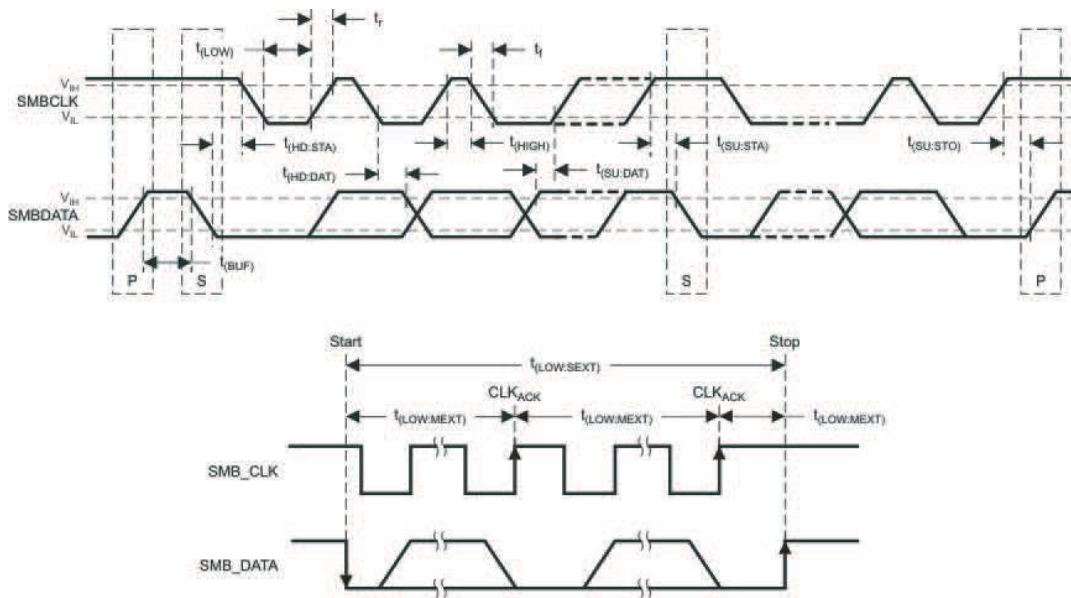 tr
t(LOW)
tf
VIH
SMBCLK
VIL
t(HD:STA)
t(HIGH)
t(SU:STA)
t(SU:STO)
t(HD:DAT)
t(SU:DAT)
VIH
SMBDATA
VIL
t(BUF)
P
S
S
P
Start
Stop
t(LOW:SEXT)
CLKACK
CLKACK
t(LOW:MEXT)
t(LOW:MEXT)
t(LOW:MEXT)
SMB_CLK
SMB_DATA